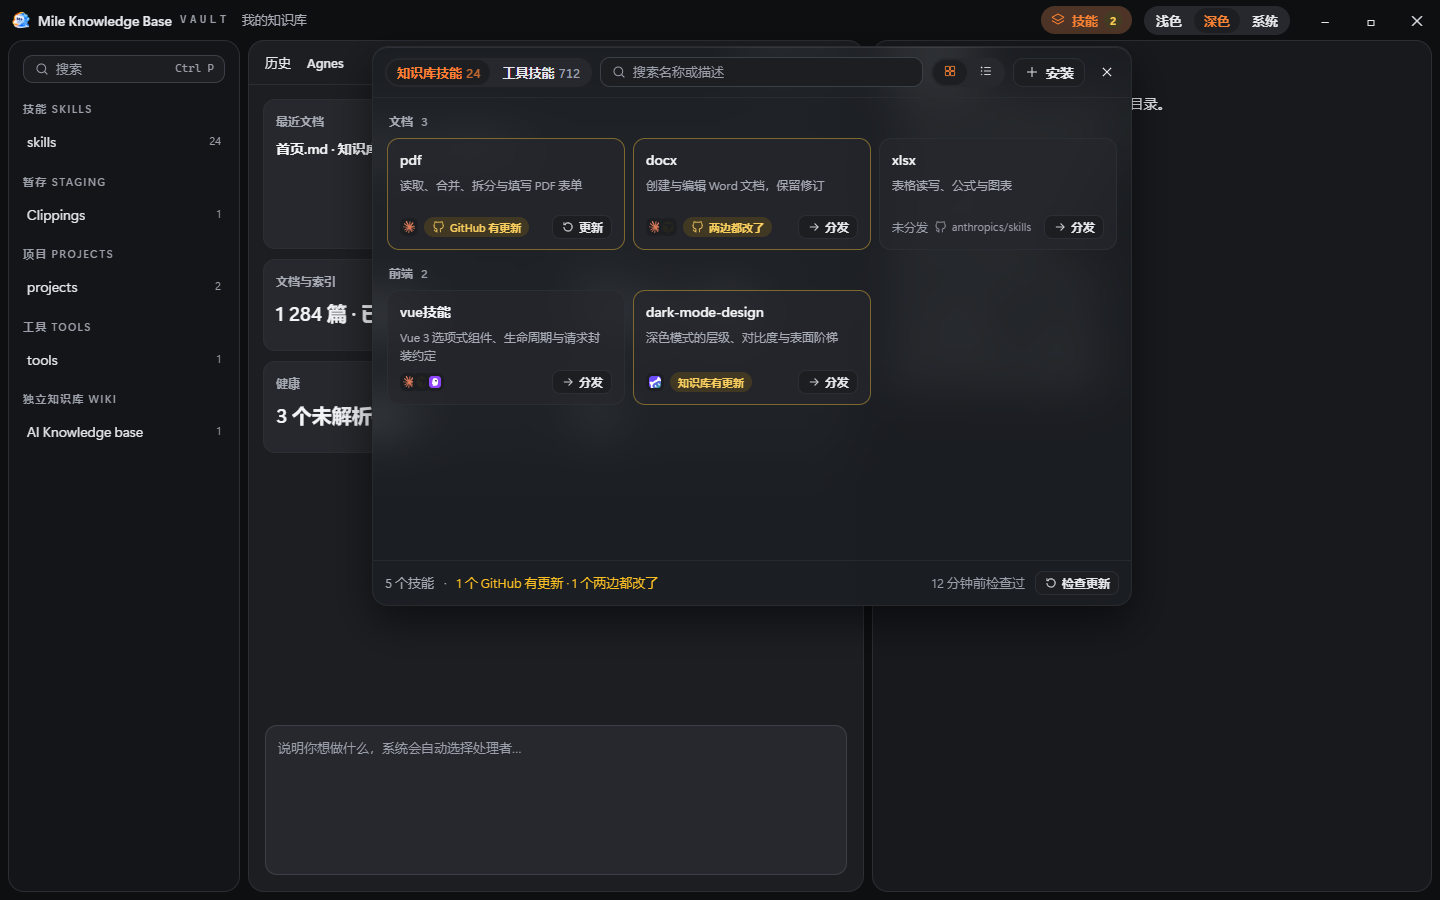 Mile Knowledge Base VAULT 我的知识库
技能 2
浅色 深色 系统
搜索 Ctrl P
技能 SKILLS
skills 24
暂存 STAGING
Clippings 1
项目 PROJECTS
projects 2
工具 TOOLS
tools 1
独立知识库 WIKI
AI Knowledge base 1
历史 Agnes
最近文档
首页.md · 知识库
文档与索引
1 284 篇 ·
健康
3 个未解析
说明你想做什么，系统会自动选择处理者...
目录。
知识库技能 24 工具技能 712
搜索名称或描述
安装
文档 3
pdf
读取、合并、拆分与填写 PDF 表单
GitHub 有更新
更新
docx
创建与编辑 Word 文档，保留修订
两边都改了
分发
xlsx
表格读写、公式与图表
未分发 anthropics/skills
分发
前端 2
vue技能
Vue 3 选项式组件、生命周期与请求封
装约定
分发
dark-mode-design
深色模式的层级、对比度与表面阶梯
知识库有更新
分发
5 个技能 · 1 个 GitHub 有更新 · 1 个两边都改了
12 分钟前检查过
检查更新